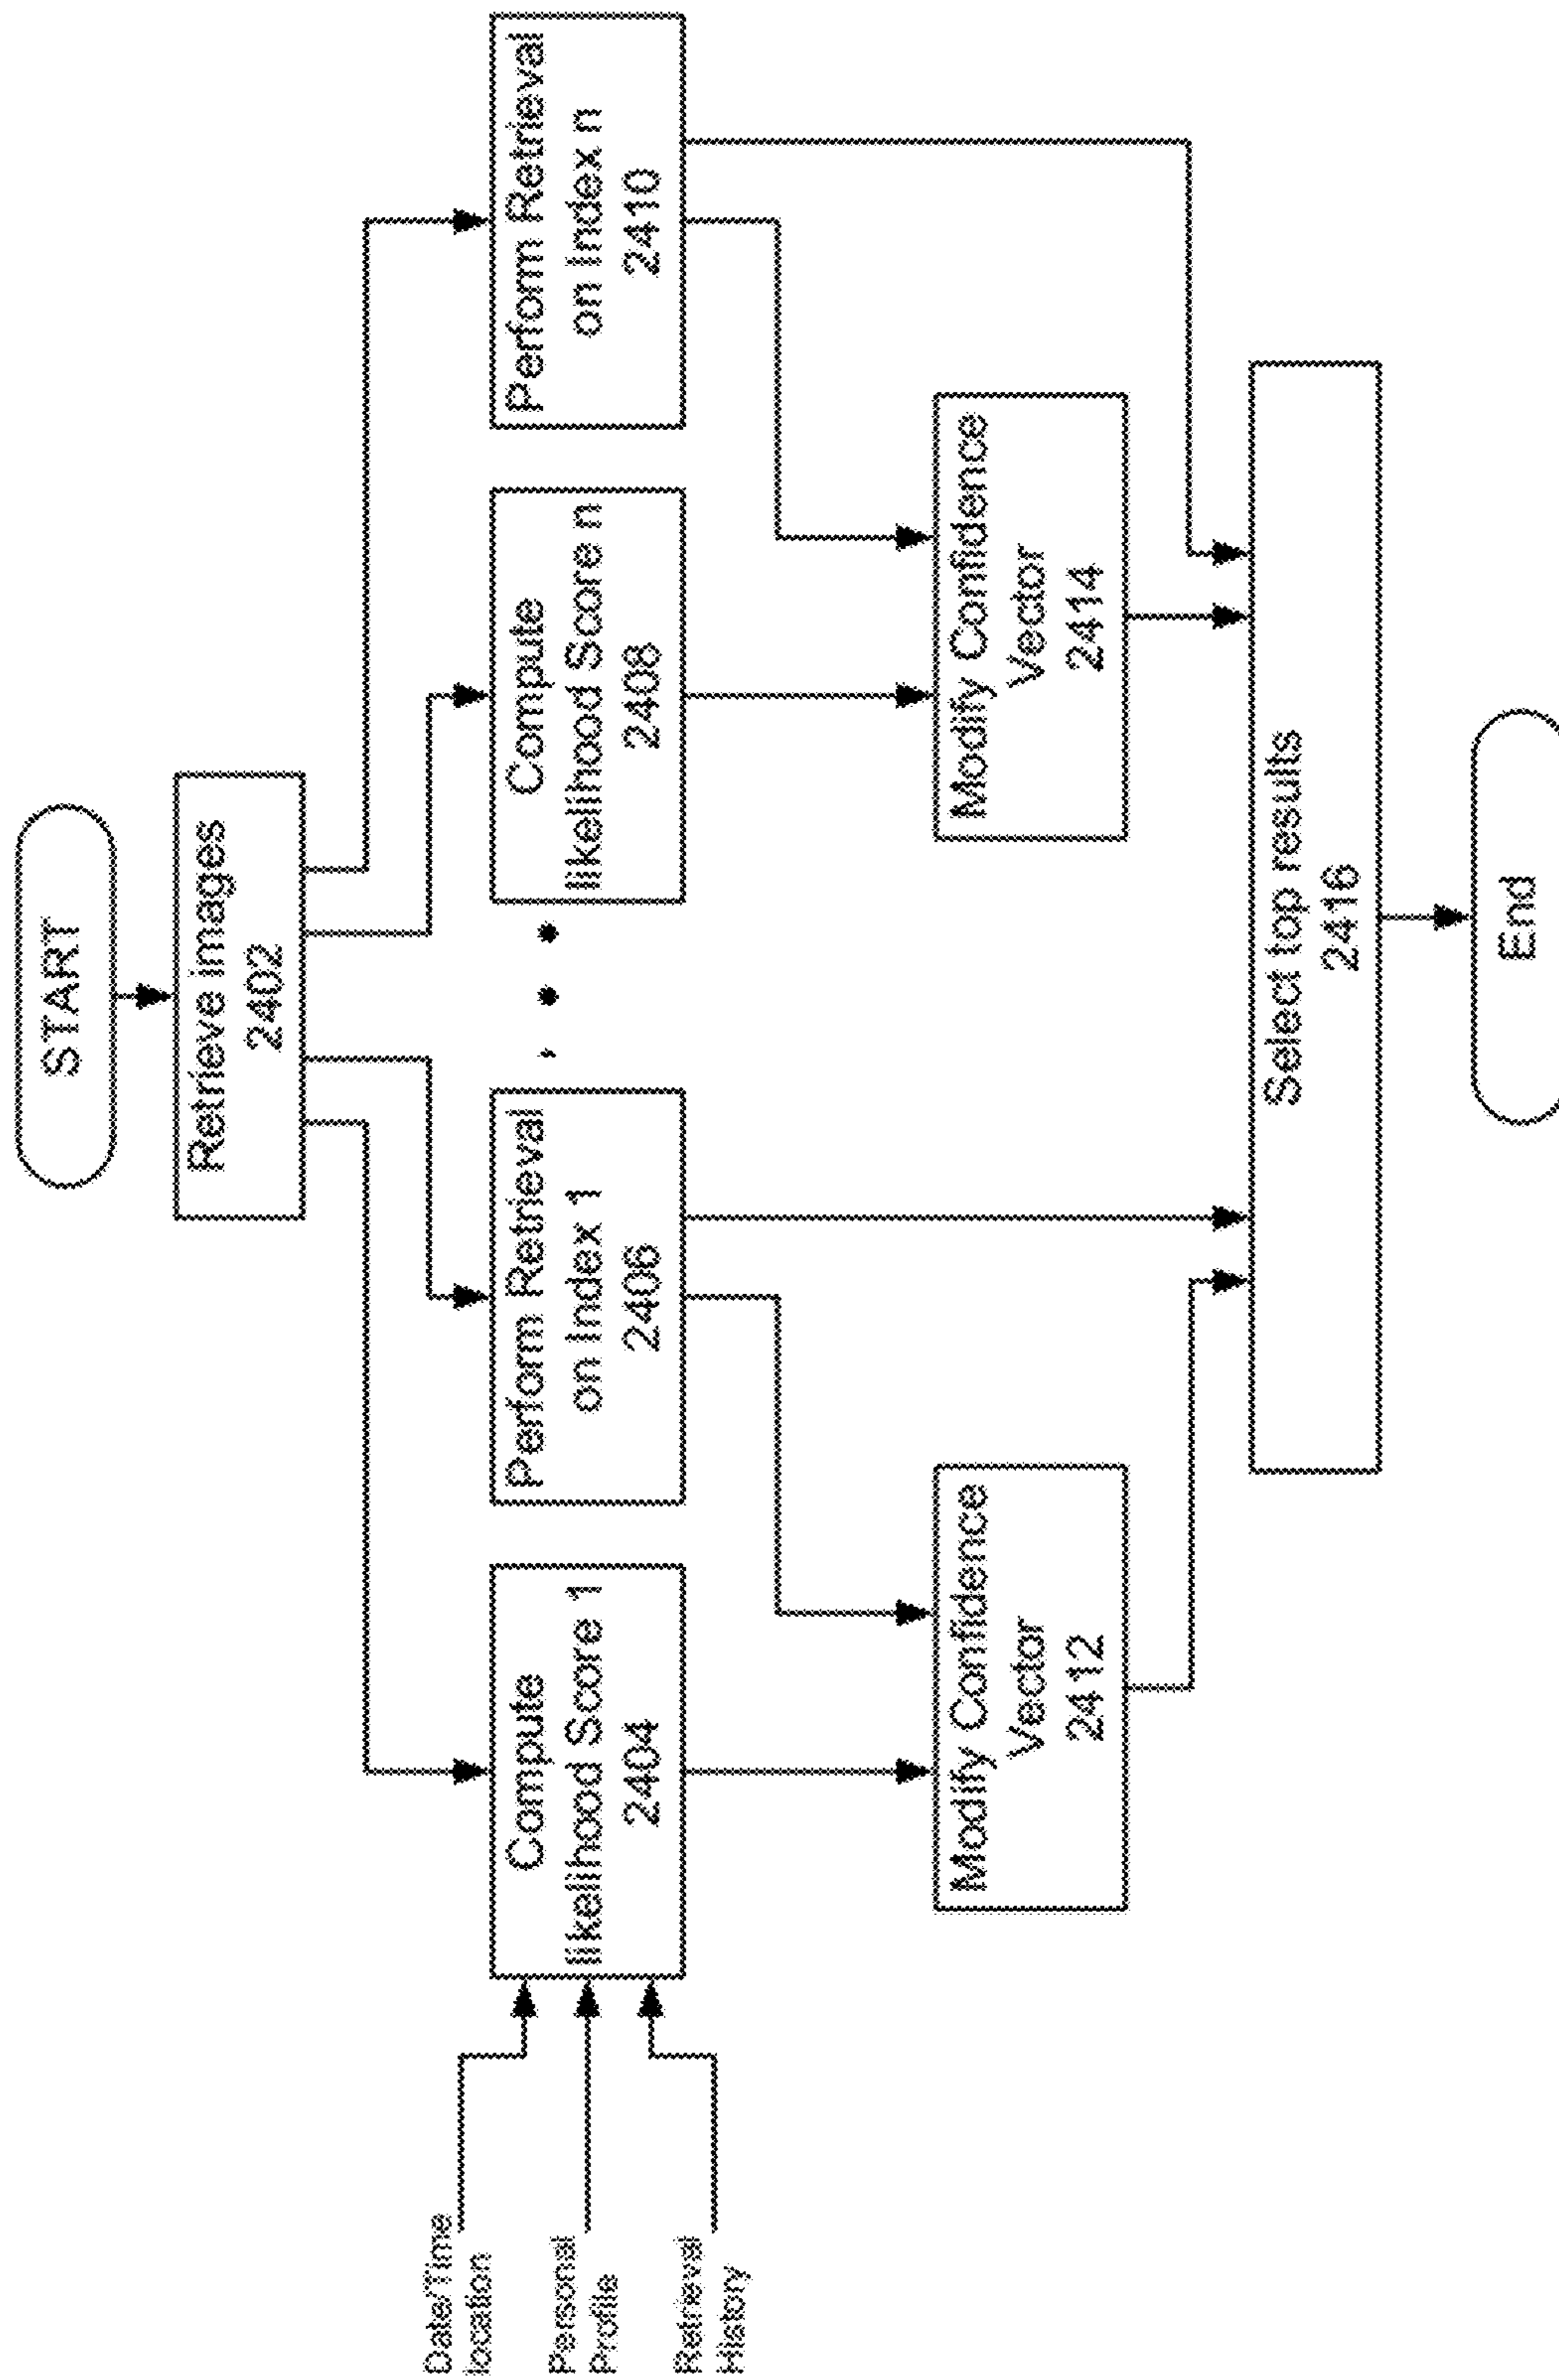 START
Retrieve images
2402
Date/Time
location
Personal
Profile
Retrieval
History
Compute
likelihood Score 1
2404
Perform Retrieval
on Index 1
2406
Compute
likelihood Score n
2408
Perform Retrieval
on Index n
2410
Modify Confidence
Vector
2412
Modify Confidence
Vector
2414
Select top results
2416
End